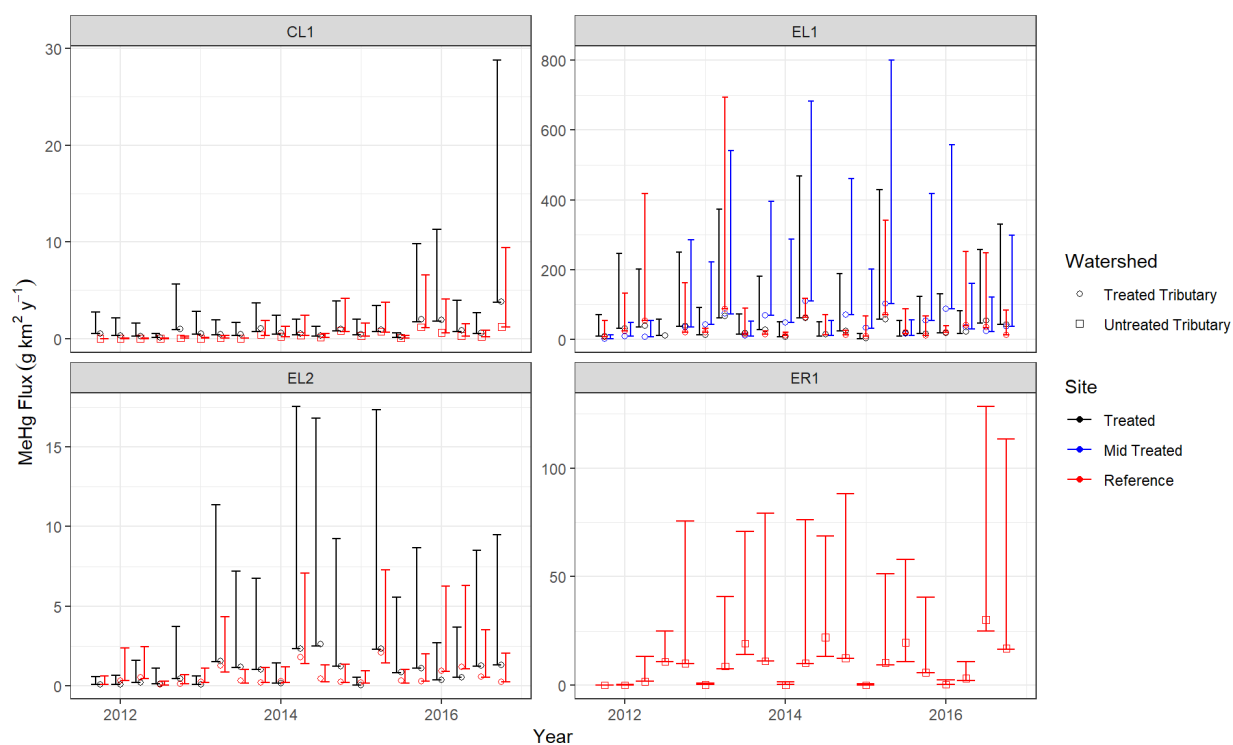 CL1
EL1
30
20
10
0
800
600
400
200
0
EL2
ER1
15
10
5
0
100
50
0
2012
2014
2016
2012
2014
2016
MeHg Flux (g km² y⁻¹)
Year
Watershed
Treated Tributary
Untreated Tributary
Site
Treated
Mid Treated
Reference